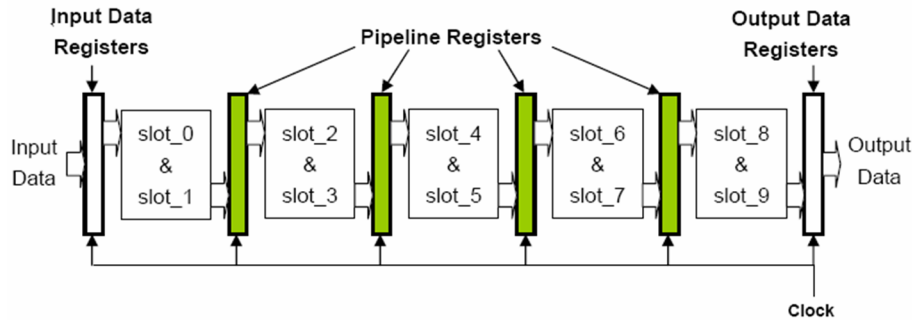 Input Data
Registers
Pipeline Registers
Output Data
Registers
Input
Data
slot_0
&
slot_1
slot_2
&
slot_3
slot_4
&
slot_5
slot_6
&
slot_7
slot_8
&
slot_9
Output
Data
Clock